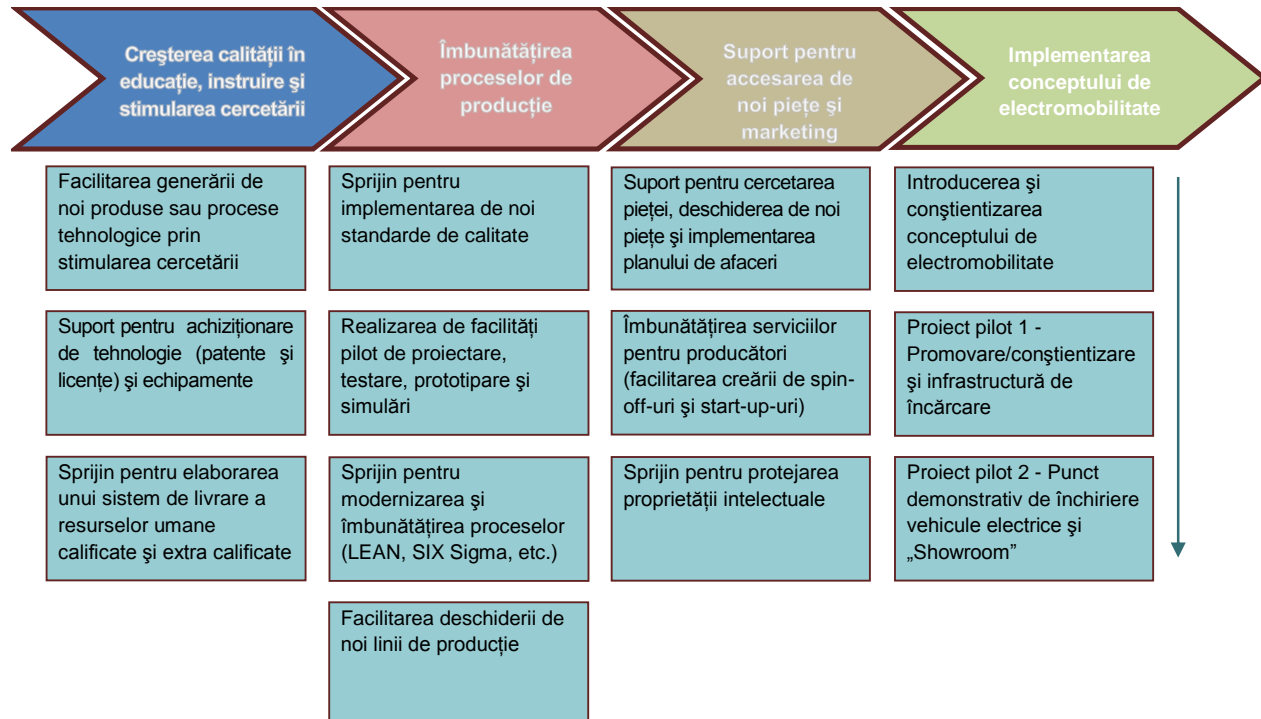 Creşterea calității în
educație, instruire şi
stimularea cercetării
Îmbunătățirea
proceselor de
producție
Suport pentru
accesarea de
noi piețe şi
marketing
Implementarea
conceptului de
electromobilitate
Facilitarea generării de
noi produse sau procese
tehnologice prin
stimularea cercetării
Suport pentru achiziționare
de tehnologie (patente şi
licențe) şi echipamente
Sprijin pentru elaborarea
unui sistem de livrare a
resurselor umane
calificate şi extra calificate
Sprijin pentru
implementarea de noi
standarde de calitate
Realizarea de facilități
pilot de proiectare,
testare, prototipare şi
simulări
Sprijin pentru
modernizarea şi
îmbunătățirea proceselor
(LEAN, SIX Sigma, etc.)
Facilitarea deschiderii de
noi linii de producție
Suport pentru cercetarea
pieței, deschiderea de noi
piețe şi implementarea
planului de afaceri
Îmbunătățirea serviciilor
pentru producători
(facilitarea creării de spin-
off-uri şi start-up-uri)
Sprijin pentru protejarea
proprietății intelectuale
Introducerea şi
conştientizarea
conceptului de
electromobilitate
Proiect pilot 1 -
Promovare/conştientizare
şi infrastructură de
încărcare
Proiect pilot 2 - Punct
demonstrativ de închiriere
vehicule electrice şi
„Showroom”